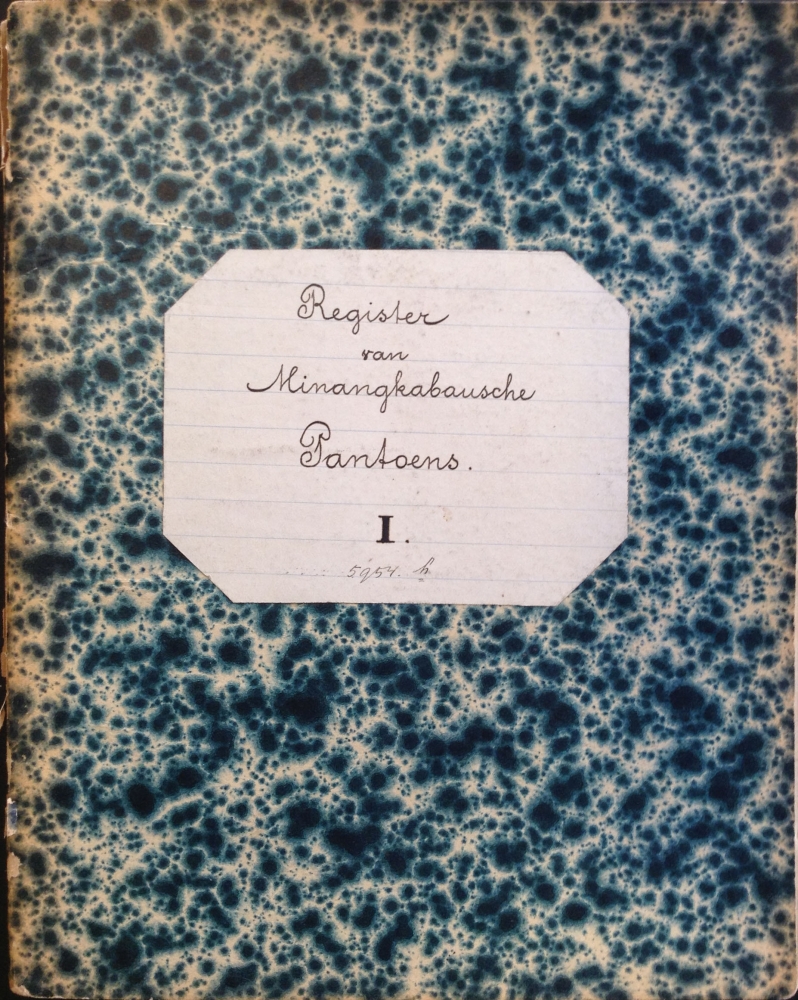 Register
van
Minangkabausche
Pantoens.
I.
5954. h